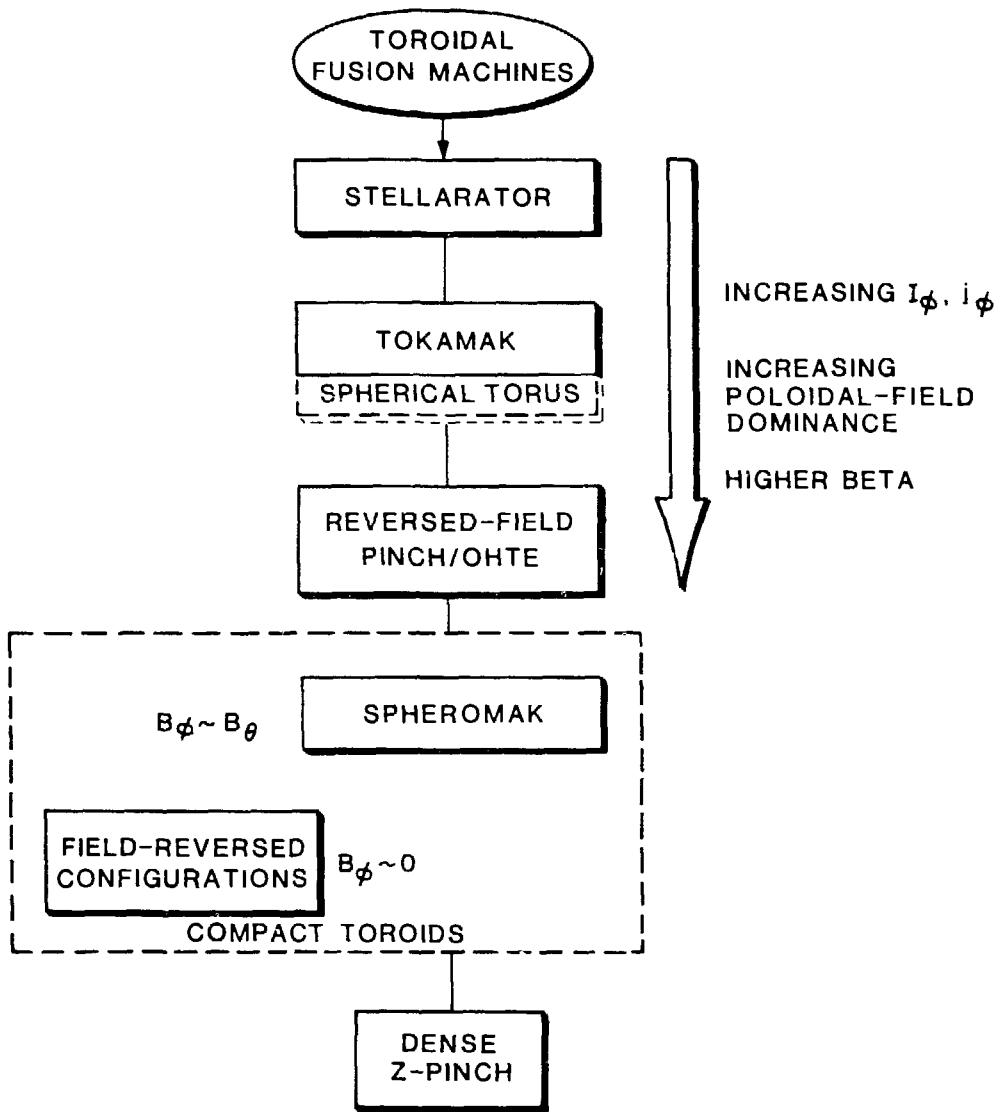 TOROIDAL
FUSION MACHINES
STELLARATOR
TOKAMAK
SPHERICAL TORUS
REVERSED-FIELD
PINCH/OHTE
INCREASING Iϕ, jϕ
INCREASING
POLOIDAL-FIELD
DOMINANCE
HIGHER BETA
SPHEROMAK
Bϕ~Bθ
FIELD-REVERSED
CONFIGURATIONS
Bϕ~0
COMPACT TOROIDS
DENSE
Z-PINCH